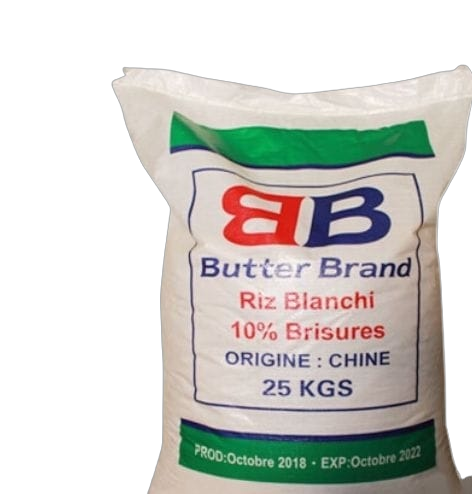 BB
Butter Brand
Riz Blanchi
10% Brisures
ORIGINE : CHINE
25 KGS
PROD:Octobre 2018 · EXP:Octobre 2022